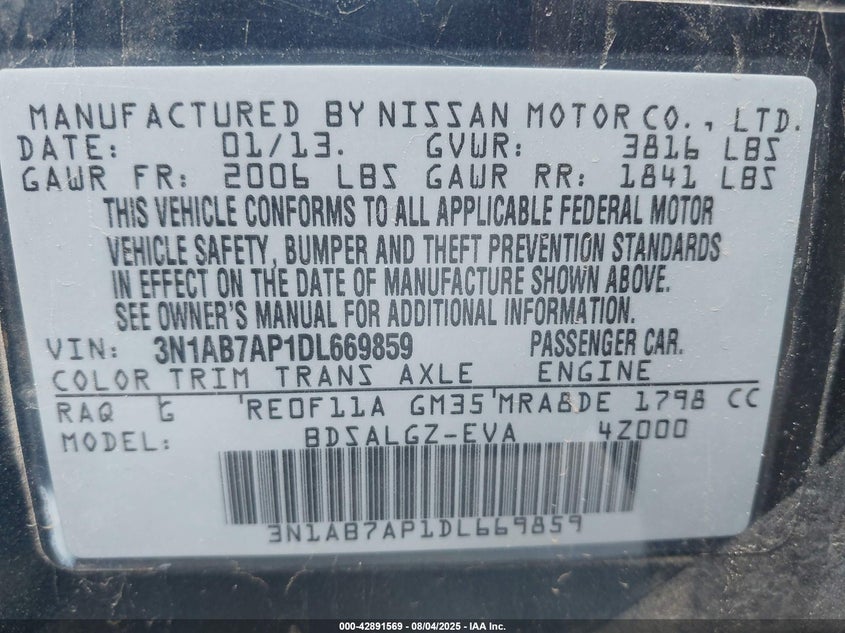 MANUFACTURED BY NISSAN MOTOR CO., LTD.
DATE: 01/13. GVWR: 3816 LBS
GAWR FR: 2006 LBS GAWR RR: 1841 LBS
THIS VEHICLE CONFORMS TO ALL APPLICABLE FEDERAL MOTOR
VEHICLE SAFETY, BUMPER AND THEFT PREVENTION STANDARDS
IN EFFECT ON THE DATE OF MANUFACTURE SHOWN ABOVE.
SEE OWNER'S MANUAL FOR ADDITIONAL INFORMATION.
VIN: 3N1AB7AP1DL669859 PASSENGER CAR.
COLOR TRIM TRANS AXLE ENGINE
RAQ G RE0F11A GM35 MRA8DE 1798 CC
MODEL: BDSALGZ-EVA 4Z000
3N1AB7AP1DL669859
000-42891569 | 08/04/2025 - IAA Inc.